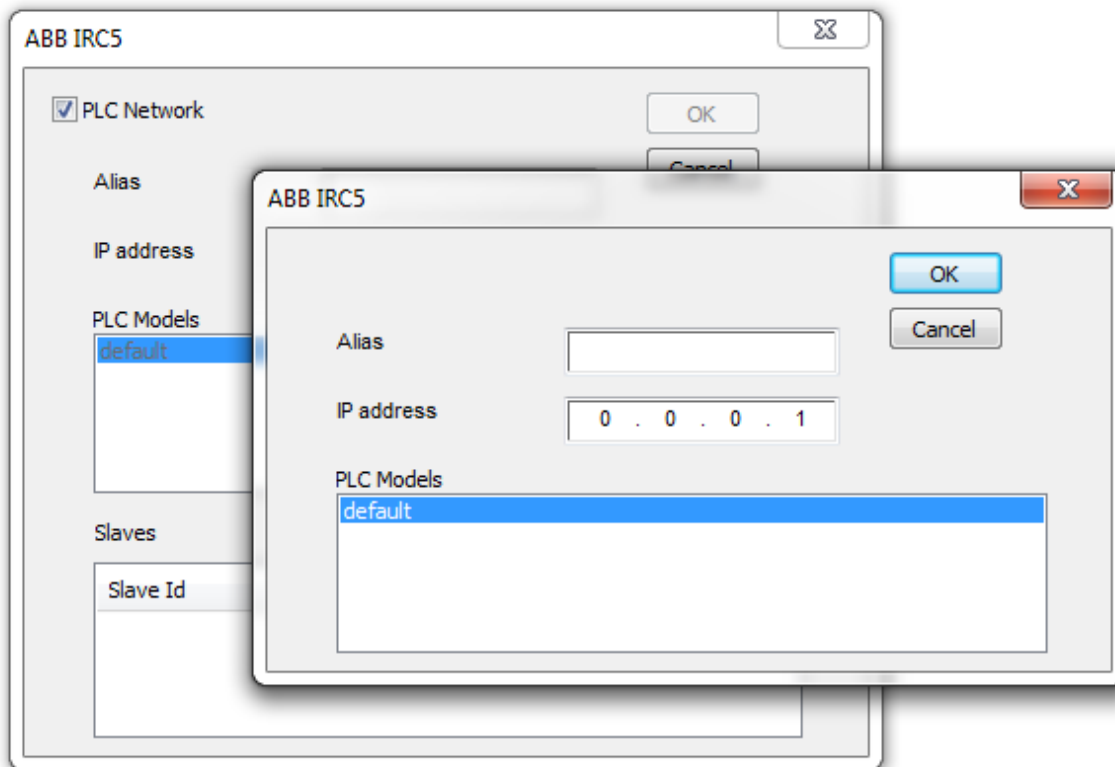 ABB IRC5
PLC Network
OK
Cancel
Alias
IP address
PLC Models
default
Slaves
Slave Id
ABB IRC5
OK
Cancel
Alias
IP address
0 . 0 . 0 . 1
PLC Models
default